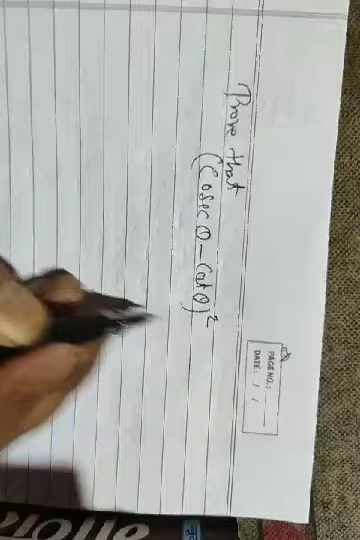 PAGE NO.:
DATE: / /
Prove that
(Cosec θ - Cot θ)²